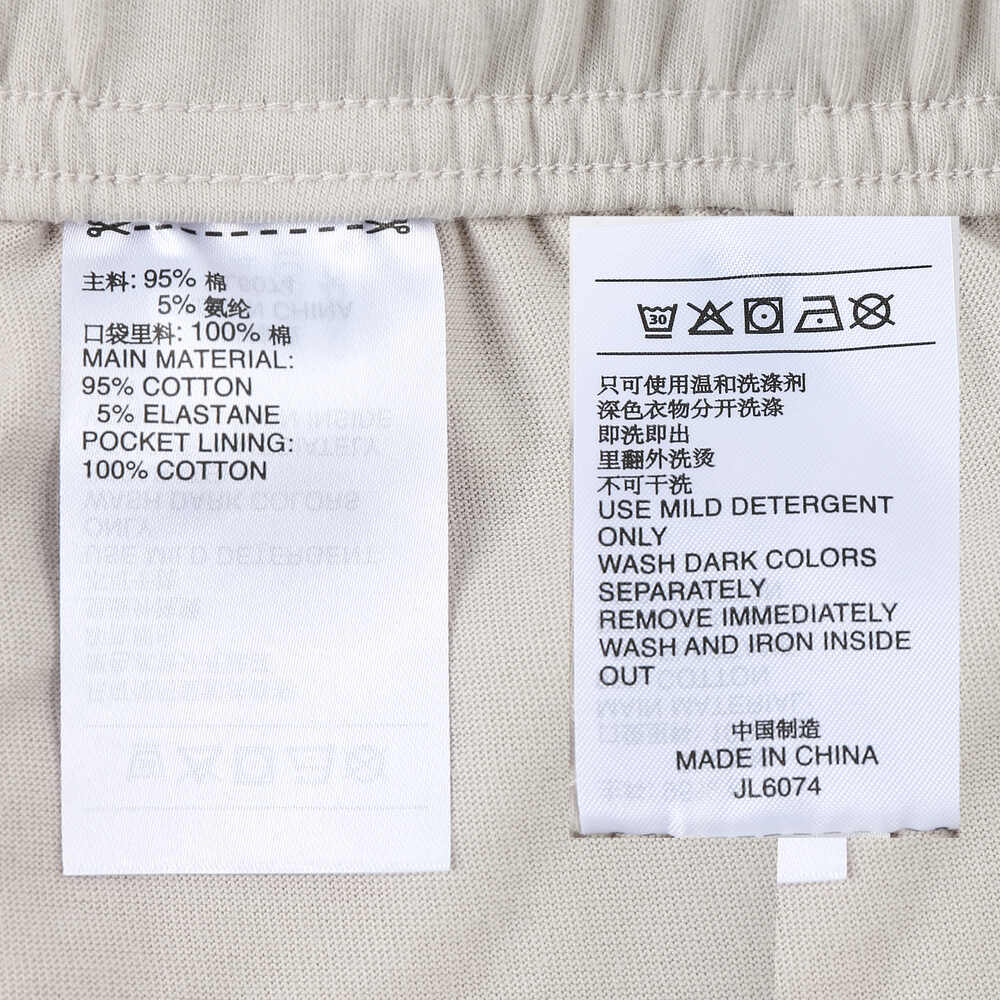 主料: 95% 棉
5% 氨纶
口袋里料: 100% 棉
MAIN MATERIAL:
95% COTTON
5% ELASTANE
POCKET LINING:
100% COTTON
30
只可使用温和洗涤剂
深色衣物分开洗涤
即洗即出
里翻外洗烫
不可干洗
USE MILD DETERGENT
ONLY
WASH DARK COLORS
SEPARATELY
REMOVE IMMEDIATELY
WASH AND IRON INSIDE
OUT
中国制造
MADE IN CHINA
JL6074